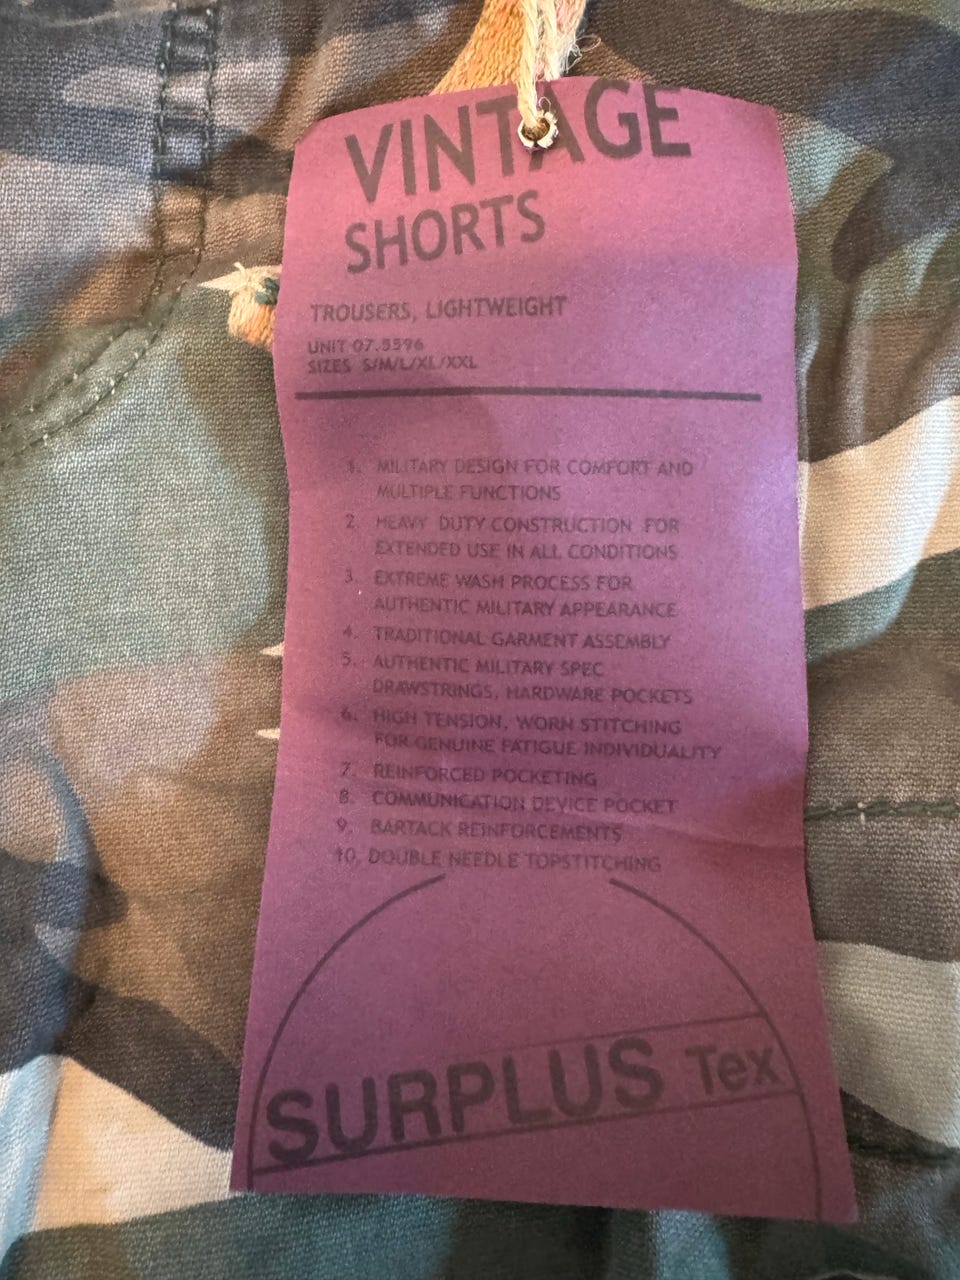 VINTAGE
SHORTS
TROUSERS, LIGHTWEIGHT
UNIT 07.5596
SIZES S/M/L/XL/XXL
1. MILITARY DESIGN FOR COMFORT AND
MULTIPLE FUNCTIONS
2. HEAVY DUTY CONSTRUCTION FOR
EXTENDED USE IN ALL CONDITIONS
3. EXTREME WASH PROCESS FOR
AUTHENTIC MILITARY APPEARANCE
4. TRADITIONAL GARMENT ASSEMBLY
5. AUTHENTIC MILITARY SPEC
DRAWSTRINGS, HARDWARE POCKETS
6. HIGH TENSION, WORN STITCHING
FOR GENUINE FATIGUE INDIVIDUALITY
7. REINFORCED POCKETING
8. COMMUNICATION DEVICE POCKET
9. BARTACK REINFORCEMENTS
10. DOUBLE NEEDLE TOPSTITCHING
SURPLUS Tex